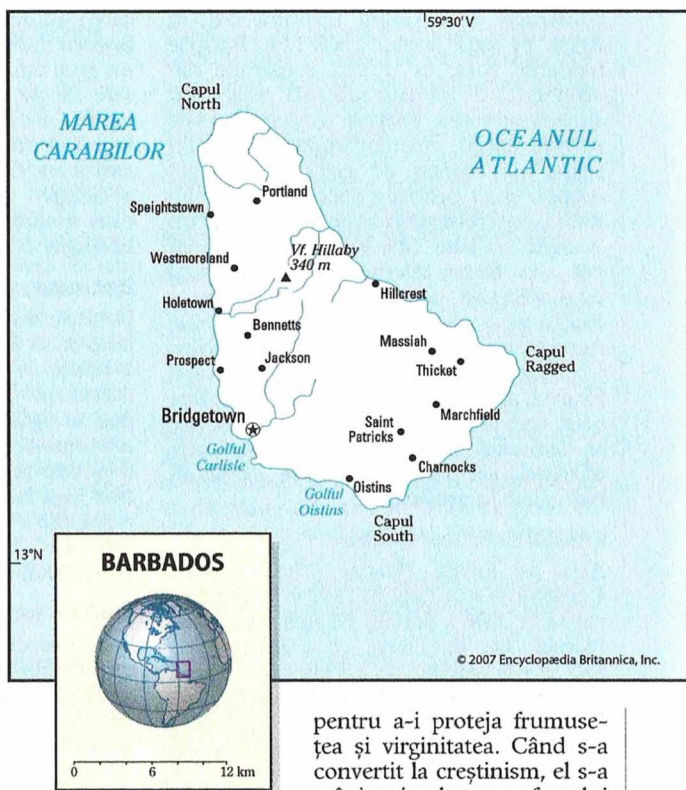 59°30' V
Capul
North
MAREA
CARAIBILOR
OCEANUL
ATLANTIC
Portland
Speightstown
Vf. Hillaby
340 m
Westmoreland
Hillcrest
Holetown
Bennetts
Massiah
Capul
Ragged
Prospect
Jackson
Thicket
Marchfield
Bridgetown
Saint
Patricks
Golful
Carlisle
Charnocks
Oistins
Golful
Oistins
Capul
South
13°N
BARBADOS
© 2007 Encyclopædia Britannica, Inc.
0 6 12 km
pentru a-i proteja frumuse-
țea și virginitatea. Când s-a
convertit la creștinism, el s-a